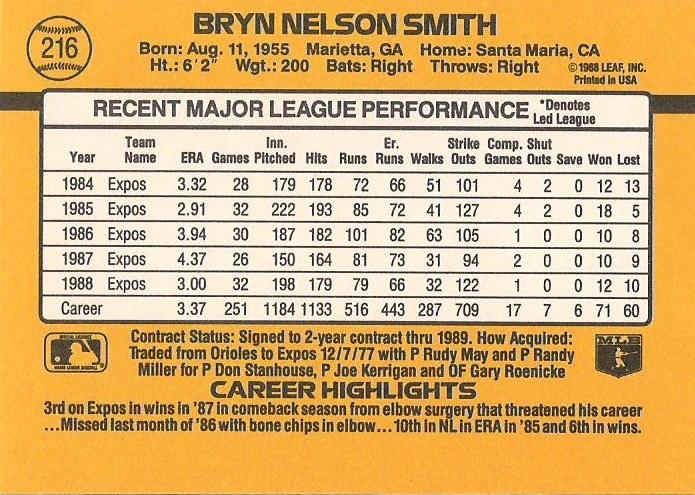 BRYN NELSON SMITH
216
Born: Aug. 11, 1955 Marietta, GA Home: Santa Maria, CA
Ht.: 6' 2" Wgt.: 200 Bats: Right Throws: Right
©1988 LEAF, INC.
Printed in USA
RECENT MAJOR LEAGUE PERFORMANCE *Denotes Led League
Year Team Name ERA Games Inn. Pitched Hits Runs Er. Runs Walks Strike Outs Comp. Games Shut Outs Save Won Lost
1984 Expos 3.32 28 179 178 72 66 51 101 4 2 0 12 13
1985 Expos 2.91 32 222 193 85 72 41 127 4 2 0 18 5
1986 Expos 3.94 30 187 182 101 82 63 105 1 0 0 10 8
1987 Expos 4.37 26 150 164 81 73 31 94 2 0 0 10 9
1988 Expos 3.00 32 198 179 79 66 32 122 1 0 0 12 10
Career 3.37 251 1184 1133 516 443 287 709 17 7 6 71 60
Contract Status: Signed to 2-year contract thru 1989. How Acquired:
Traded from Orioles to Expos 12/7/77 with P Rudy May and P Randy
Miller for P Don Stanhouse, P Joe Kerrigan and OF Gary Roenicke
MAJOR LEAGUE BASEBALL
CAREER HIGHLIGHTS
3rd on Expos in wins in '87 in comeback season from elbow surgery that threatened his career
...Missed last month of '86 with bone chips in elbow... 10th in NL in ERA in '85 and 6th in wins.